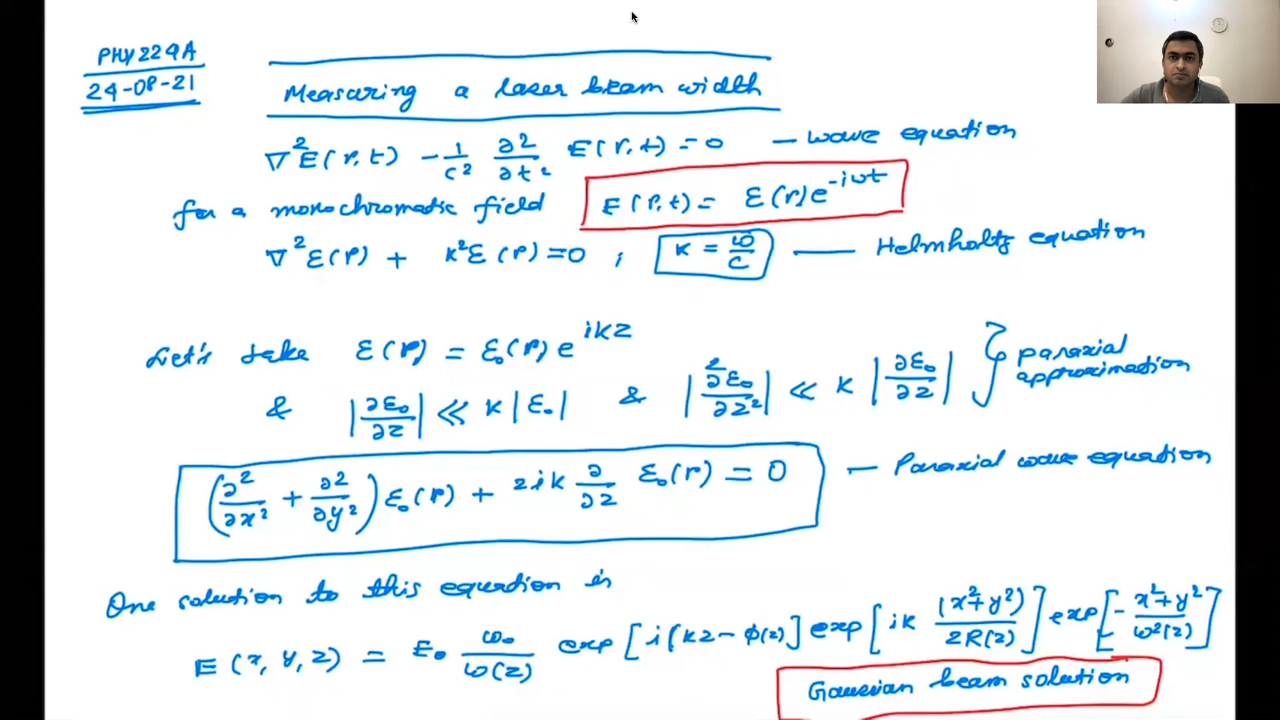 PHY224A
24-08-21
Measuring a laser beam width
∇²E(r,t) - 1/c² ∂²/∂t² E(r,t) = 0 — wave equation
for a monochromatic field E(r,t) = ε(r)e^{-iωt}
∇²ε(r) + k²ε(r) = 0 ; k = ω/c — Helmholtz equation
Let's take ε(r) = ε₀(r) e^{ikz}
& |∂ε₀/∂z| ≪ k|ε₀| & |∂²ε₀/∂z²| ≪ k |∂ε₀/∂z| } paraxial approximation
(∂²/∂x² + ∂²/∂y²) ε₀(r) + 2ik ∂/∂z ε₀(r) = 0 — Paraxial wave equation
One solution to this equation is
E(x,y,z) = E₀ ω₀/ω(z) exp[i(kz - φ(z)] exp[ik (x²+y²)/2R(z)] exp[- x²+y²/ω²(z)]
Gaussian beam solution